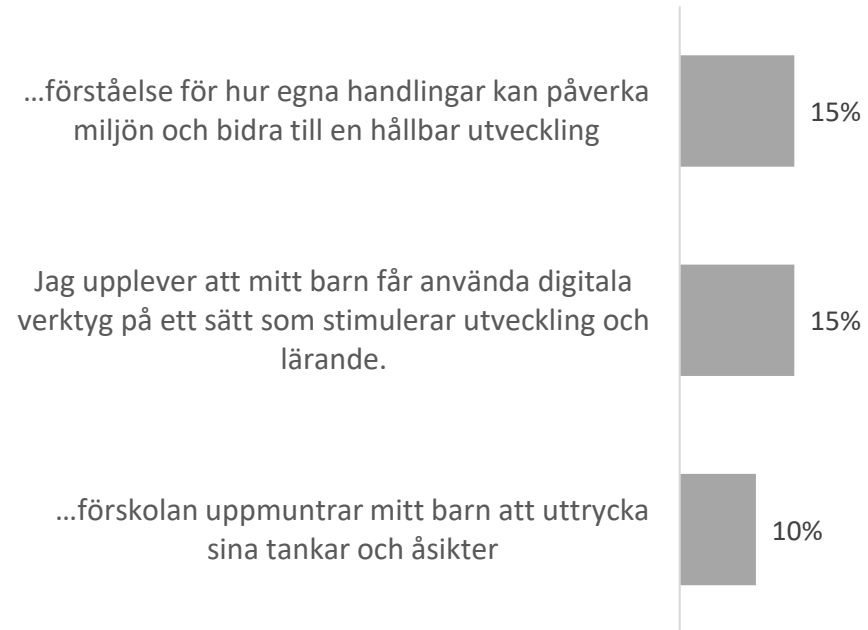 ...förståelse för hur egna handlingar kan påverka
miljön och bidra till en hållbar utveckling
15%
Jag upplever att mitt barn får använda digitala
verktyg på ett sätt som stimulerar utveckling och
lärande.
15%
...förskolan uppmuntrar mitt barn att uttrycka
sina tankar och åsikter
10%